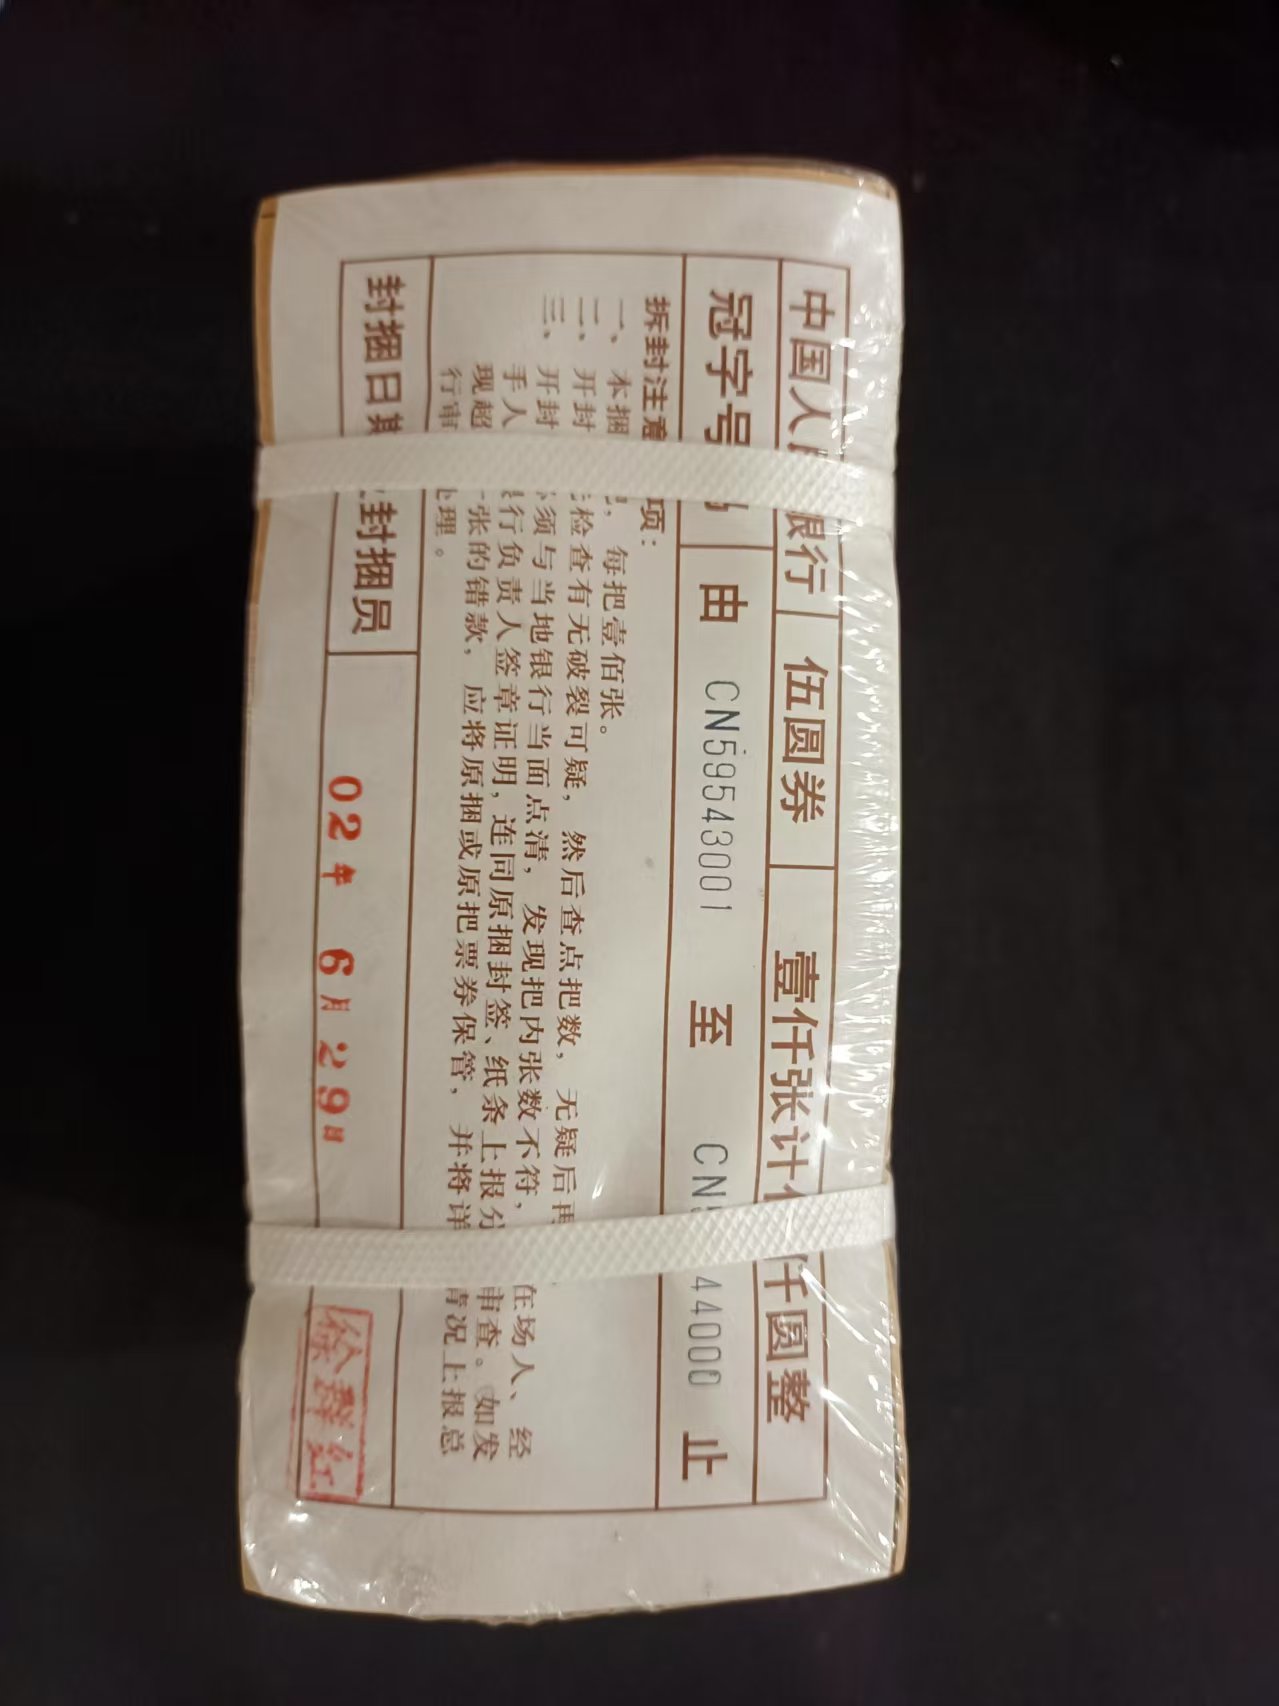 中国人 银行 伍圆券 壹仟张计 仟圆整
冠字号 由 CN59543001 至 CN 44000 止
拆封注意 项：
一、本捆 ，每把壹佰张。
二、开封 检查有无破裂可疑，然后查点把数，无疑后再
三、开封 须与当地银行当面点清，发现把内张数不符， 在场人、经
手人 行负责人签章证明，连同原捆封签、纸条上报分 审查。如发
现超 张的错款，应将原捆或原把票券保管，并将详 情况上报总
行审 处理。
封捆日期 封捆员 02年 6月 29日 徐群红